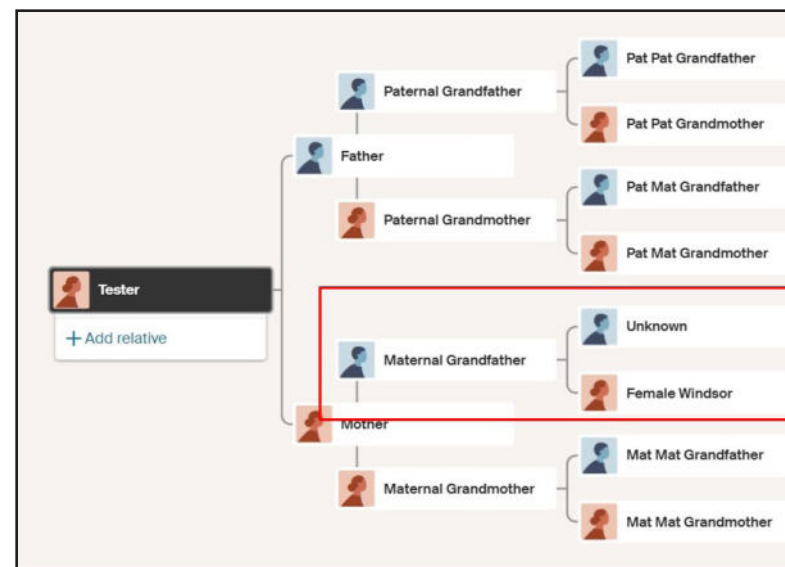 Pat Pat Grandfather
Paternal Grandfather
Pat Pat Grandmother
Father
Pat Mat Grandfather
Paternal Grandmother
Pat Mat Grandmother
Tester
+ Add relative
Unknown
Maternal Grandfather
Female Windsor
Mother
Mat Mat Grandfather
Maternal Grandmother
Mat Mat Grandmother